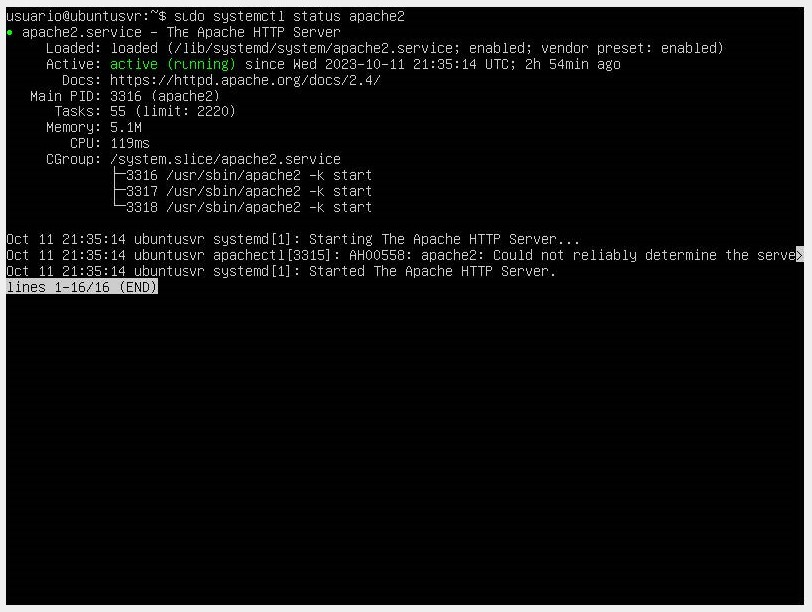 usuario@ubuntusvr:~$ sudo systemctl status apache2
● apache2.service - The Apache HTTP Server
     Loaded: loaded (/lib/systemd/system/apache2.service; enabled; vendor preset: enabled)
     Active: active (running) since Wed 2023-10-11 21:35:14 UTC; 2h 54min ago
       Docs: https://httpd.apache.org/docs/2.4/
   Main PID: 3316 (apache2)
      Tasks: 55 (limit: 2220)
     Memory: 5.1M
        CPU: 119ms
     CGroup: /system.slice/apache2.service
             ├─3316 /usr/sbin/apache2 -k start
             ├─3317 /usr/sbin/apache2 -k start
             └─3318 /usr/sbin/apache2 -k start

Oct 11 21:35:14 ubuntusvr systemd[1]: Starting The Apache HTTP Server...
Oct 11 21:35:14 ubuntusvr apachectl[3315]: AH00558: apache2: Could not reliably determine the serve>
Oct 11 21:35:14 ubuntusvr systemd[1]: Started The Apache HTTP Server.
lines 1-16/16 (END)